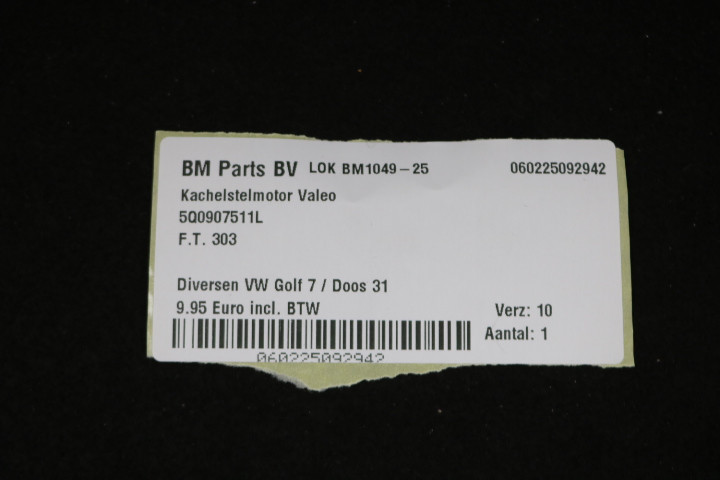 BM Parts BV LOK BM1049-25 060225092942
Kachelstelmotor Valeo
5Q0907511L
F.T. 303
Diversen VW Golf 7 / Doos 31
9.95 Euro incl. BTW Verz: 10
Aantal: 1
060225092942